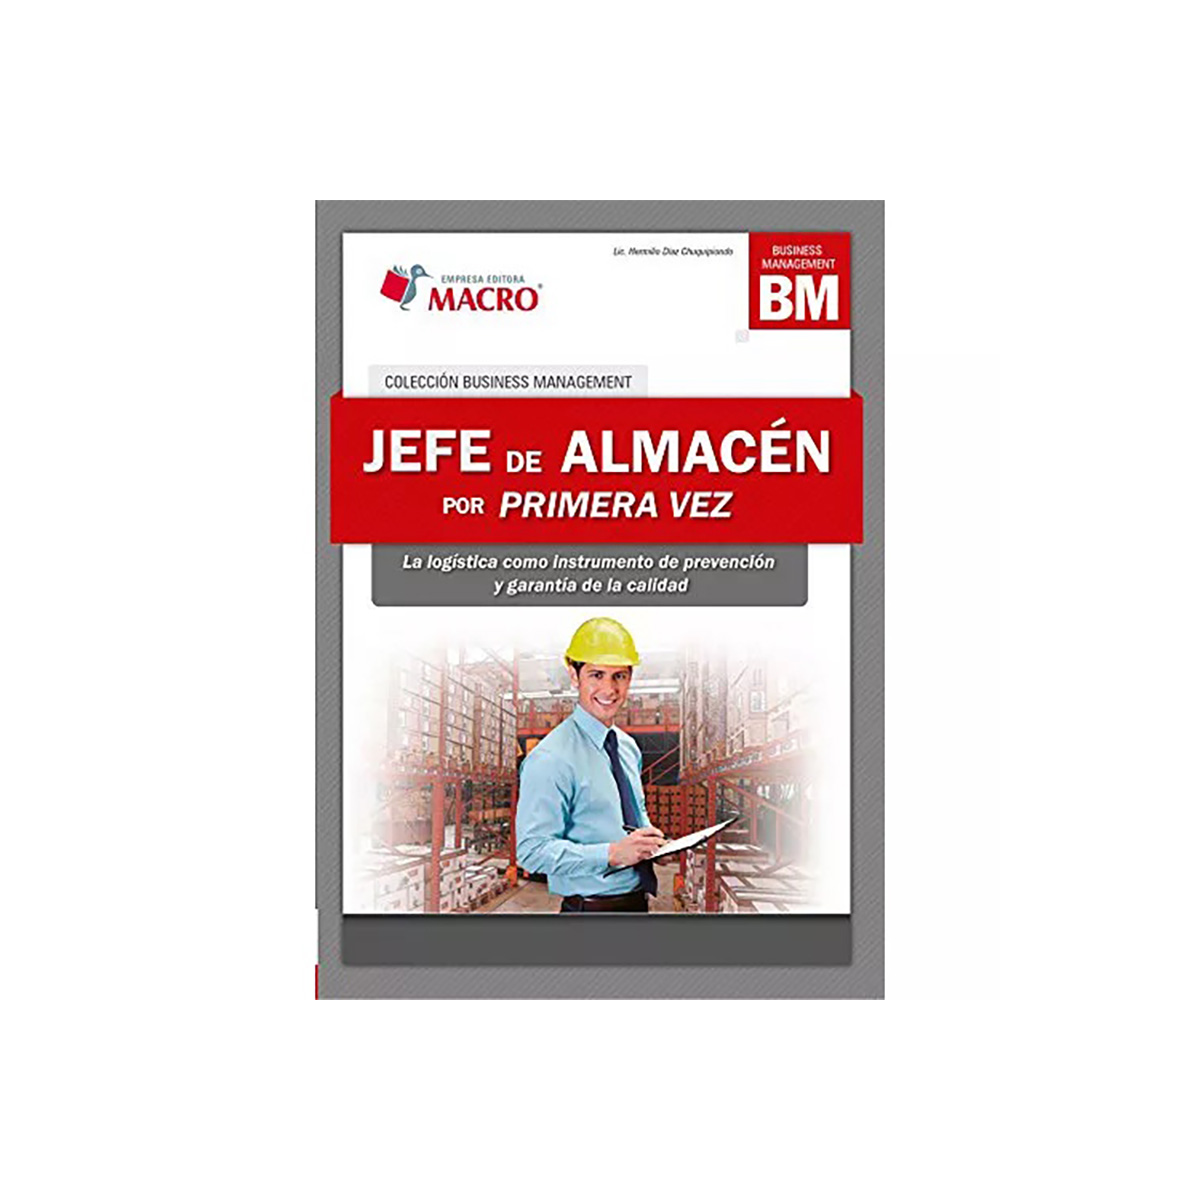 Lic. Hermilio Díaz Chuquipiondo
BUSINESS
MANAGEMENT
BM
EMPRESA EDITORA
MACRO®
COLECCIÓN BUSINESS MANAGEMENT
JEFE DE ALMACÉN
POR PRIMERA VEZ
La logística como instrumento de prevención
y garantía de la calidad